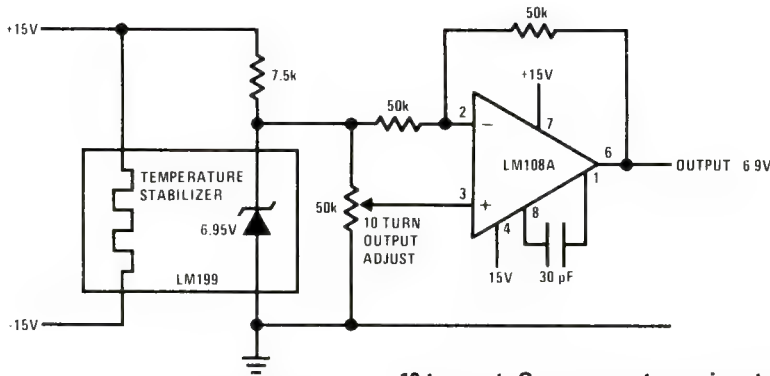 +15V
50k
7.5k
+15V
50k
2
7
TEMPERATURE
STABILIZER
6
LM108A
OUTPUT 6 9V
1
50k
3
6.95V
10 TURN
OUTPUT
ADJUST
8
4
LM199
15V
30 pF
-15V